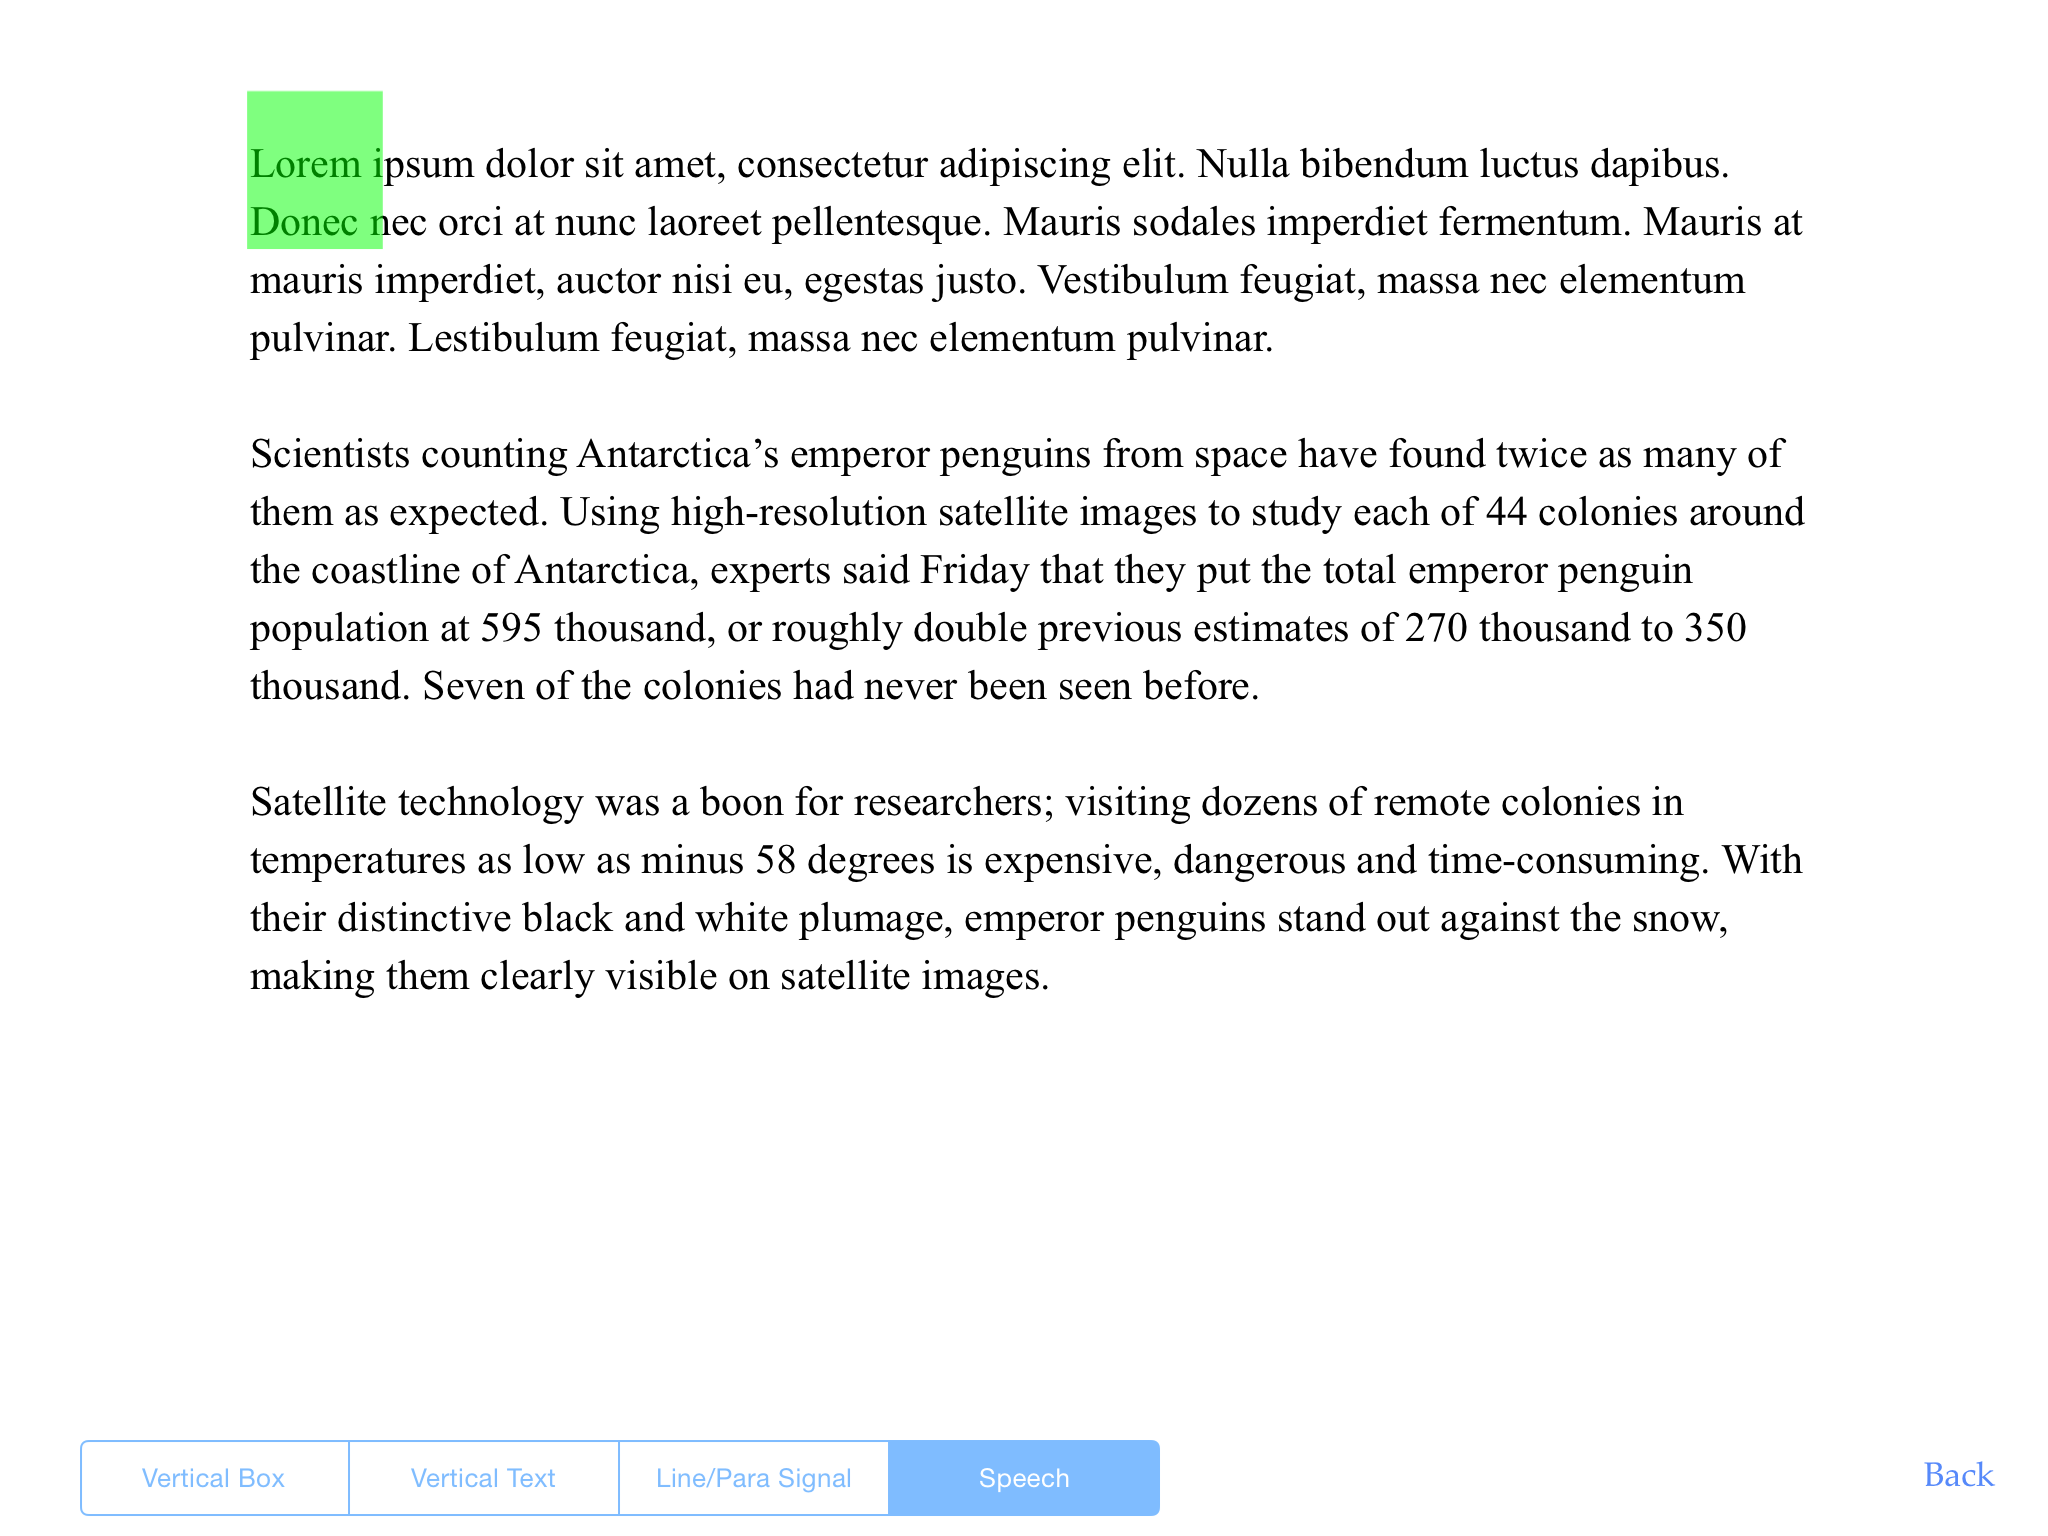 Lorem ipsum dolor sit amet, consectetur adipiscing elit. Nulla bibendum luctus dapibus.
Donec nec orci at nunc laoreet pellentesque. Mauris sodales imperdiet fermentum. Mauris at
mauris imperdiet, auctor nisi eu, egestas justo. Vestibulum feugiat, massa nec elementum
pulvinar. Lestibulum feugiat, massa nec elementum pulvinar.
Scientists counting Antarctica’s emperor penguins from space have found twice as many of
them as expected. Using high-resolution satellite images to study each of 44 colonies around
the coastline of Antarctica, experts said Friday that they put the total emperor penguin
population at 595 thousand, or roughly double previous estimates of 270 thousand to 350
thousand. Seven of the colonies had never been seen before.
Satellite technology was a boon for researchers; visiting dozens of remote colonies in
temperatures as low as minus 58 degrees is expensive, dangerous and time-consuming. With
their distinctive black and white plumage, emperor penguins stand out against the snow,
making them clearly visible on satellite images.
Vertical Box Vertical Text Line/Para Signal Speech Back